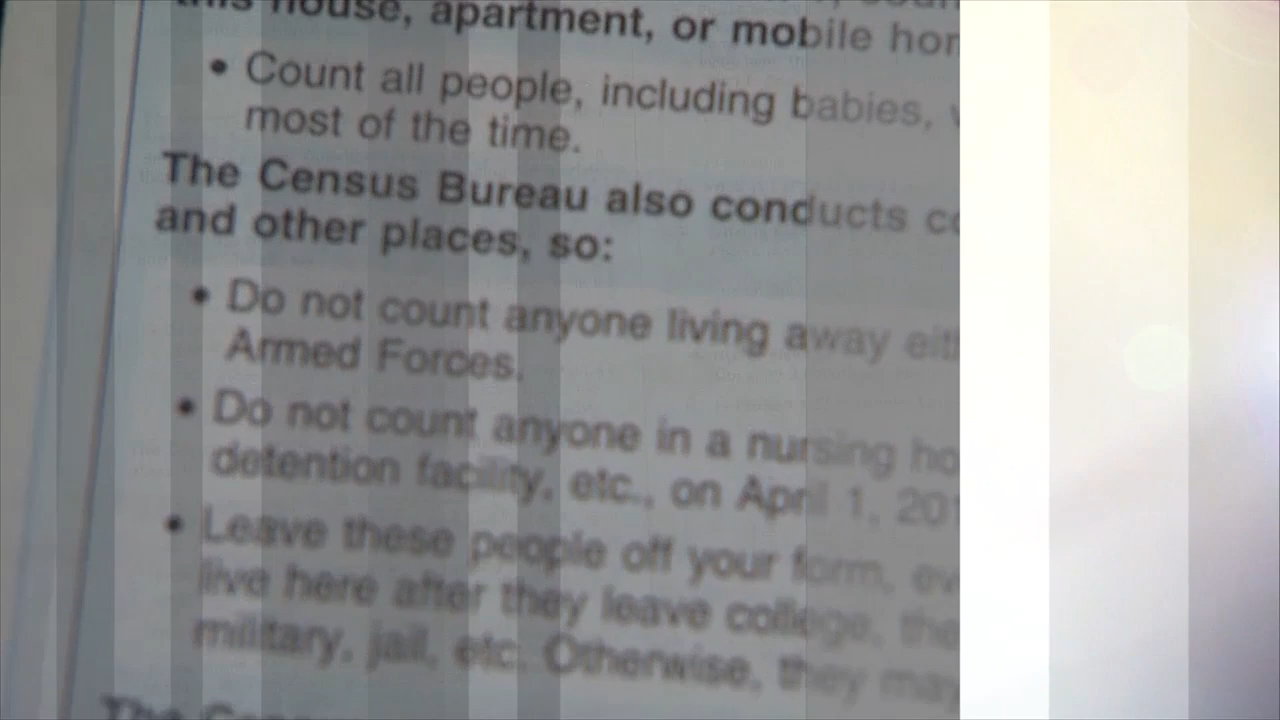 this house, apartment, or mobile
• Count all people, including babies,
most of the time.
The Census Bureau also conducts
and other places, so:
• Do not count anyone living away
Armed Forces.
• Do not count anyone in a nursing
detention facility, etc., on April 1,
• Leave these people off your form,
live here after they leave college,
military, jail, etc. Otherwise, they may
The